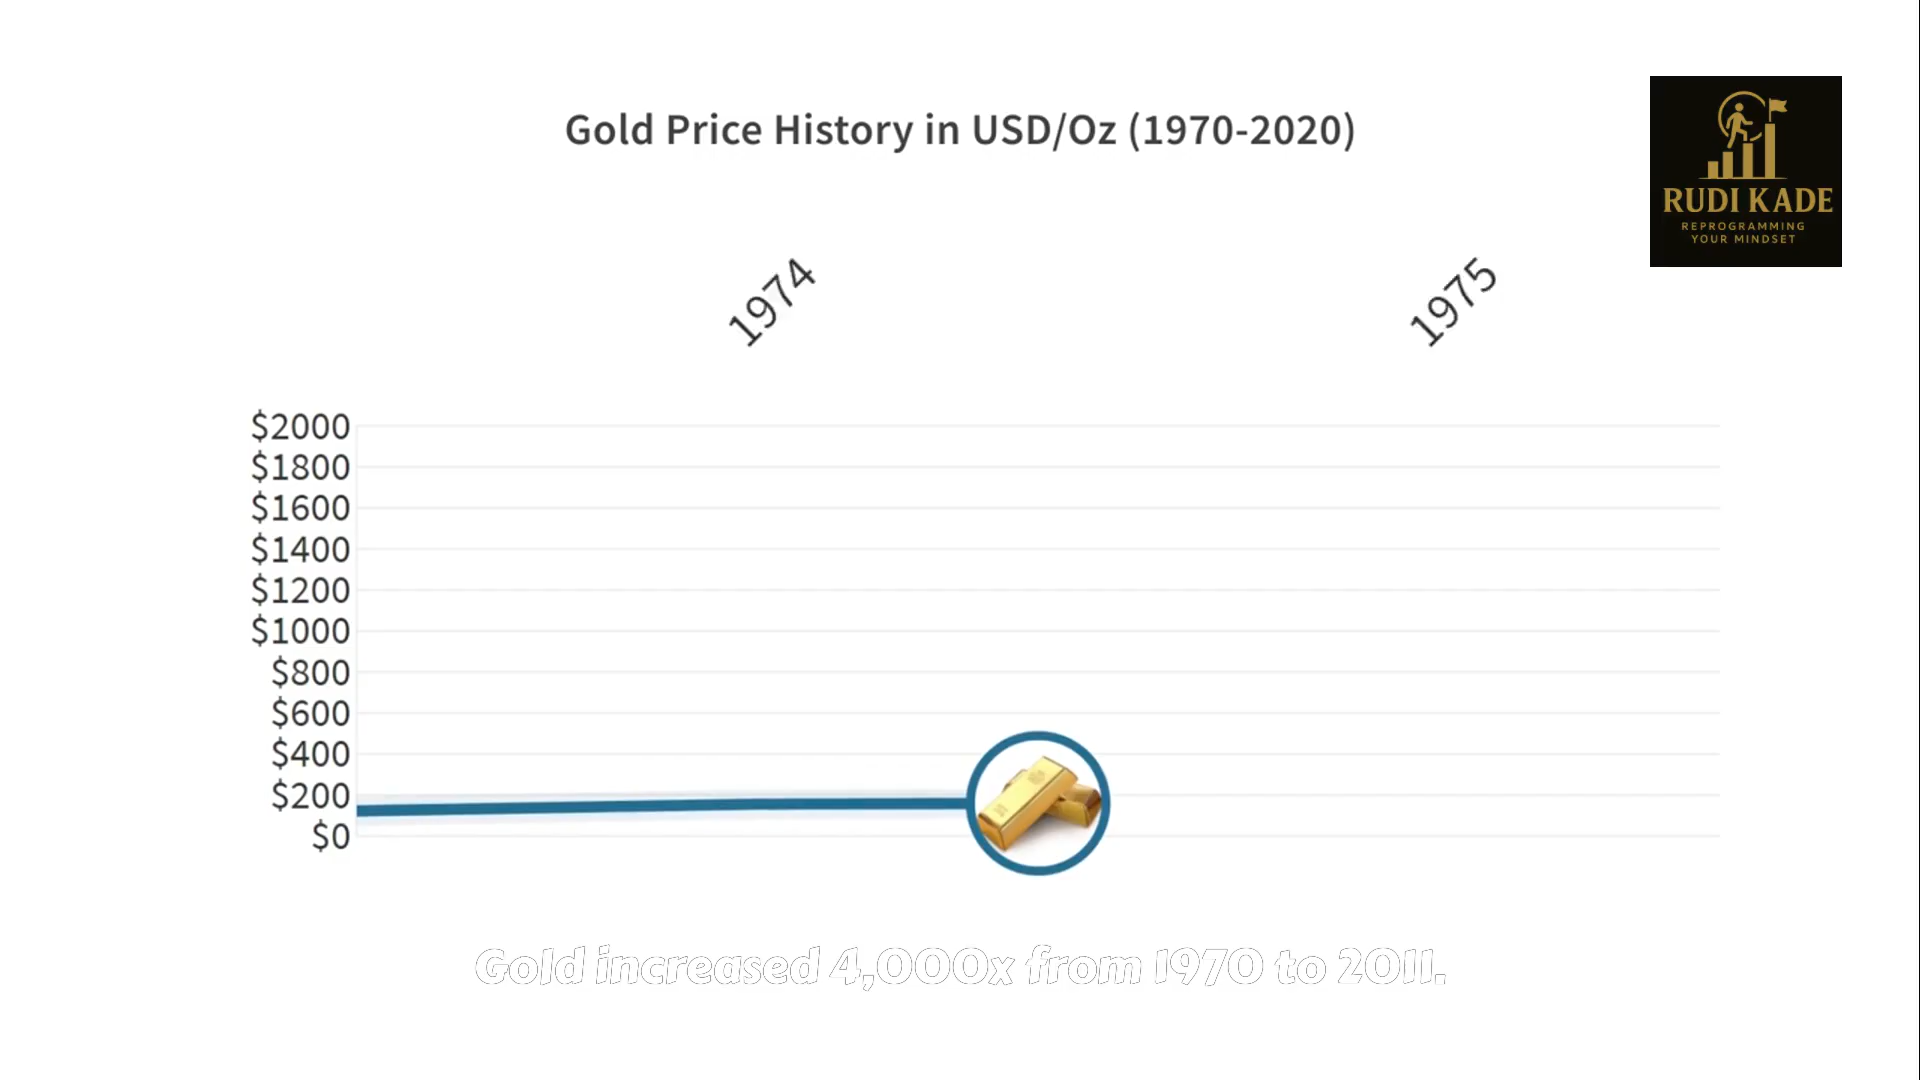 Gold Price History in USD/Oz (1970-2020)
RUDI KADE
REPROGRAMMING
YOUR MINDSET
1974
1975
$2000
$1800
$1600
$1400
$1200
$1000
$800
$600
$400
$200
$0
Gold increased 4,000x from 1970 to 2011.